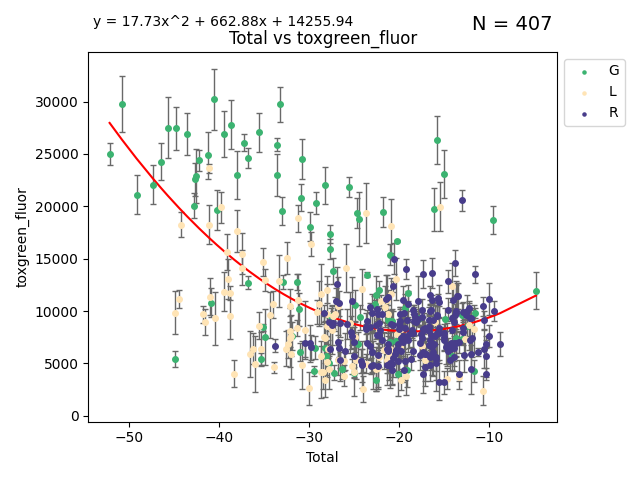 y = 17.73x^2 + 662.88x + 14255.94
N = 407
Total vs toxgreen_fluor
toxgreen_fluor
30000
25000
20000
15000
10000
5000
0
−50
−40
−30
−20
−10
Total
G
L
R